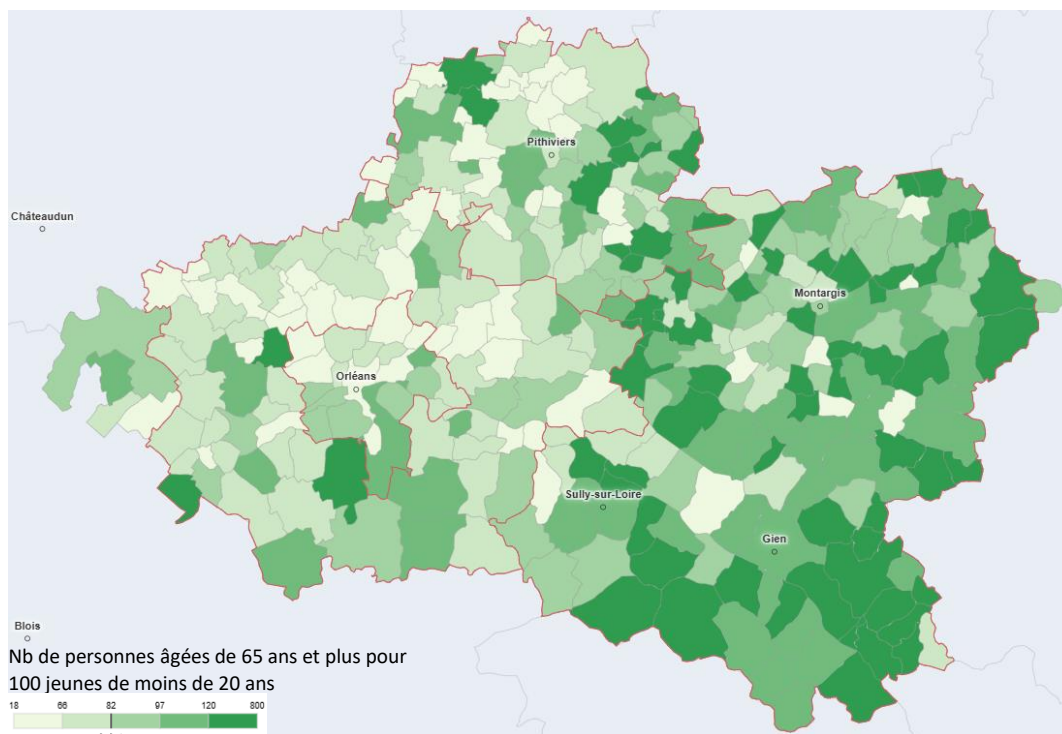 Pithiviers
Châteaudun
Montargis
Orléans
Sully-sur-Loire
Gien
Blois
Nb de personnes âgées de 65 ans et plus pour
100 jeunes de moins de 20 ans
18 66 82 97 120 800